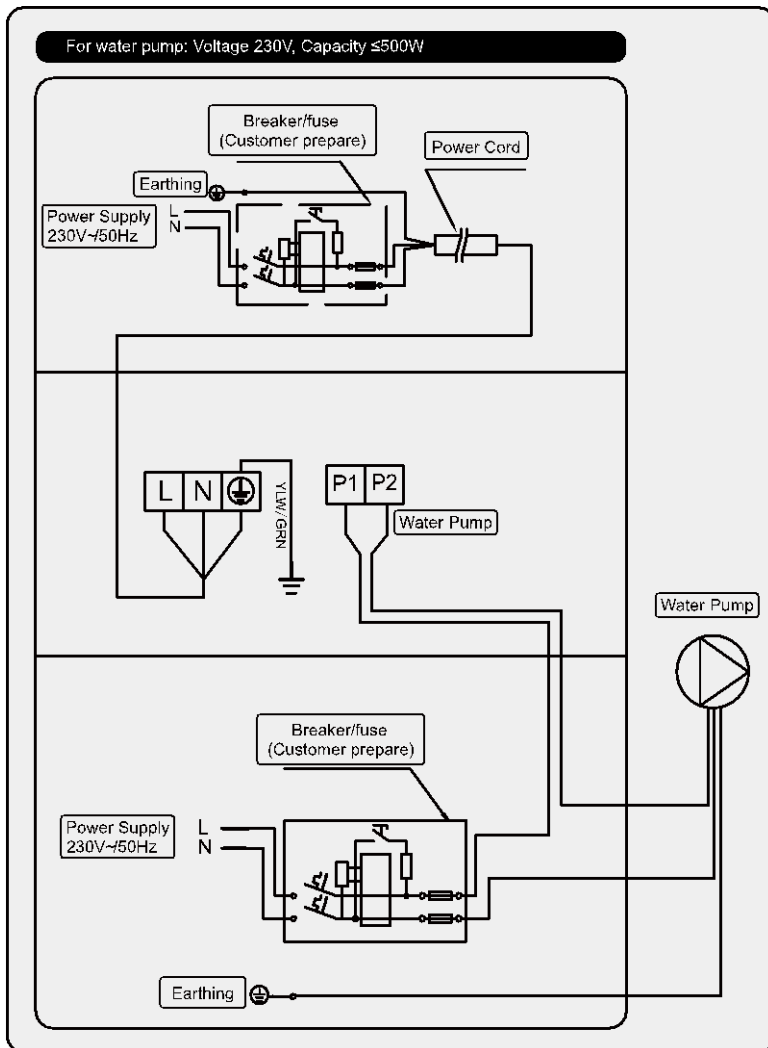 For water pump: Voltage 230V, Capacity ≤500W
Breaker/fuse
(Customer prepare)
Power Cord
Earthing
Power Supply
230V~/50Hz
L
N
L N
P1 P2
YLW/GRN
Water Pump
Water Pump
Breaker/fuse
(Customer prepare)
Power Supply
230V~/50Hz
L
N
Earthing